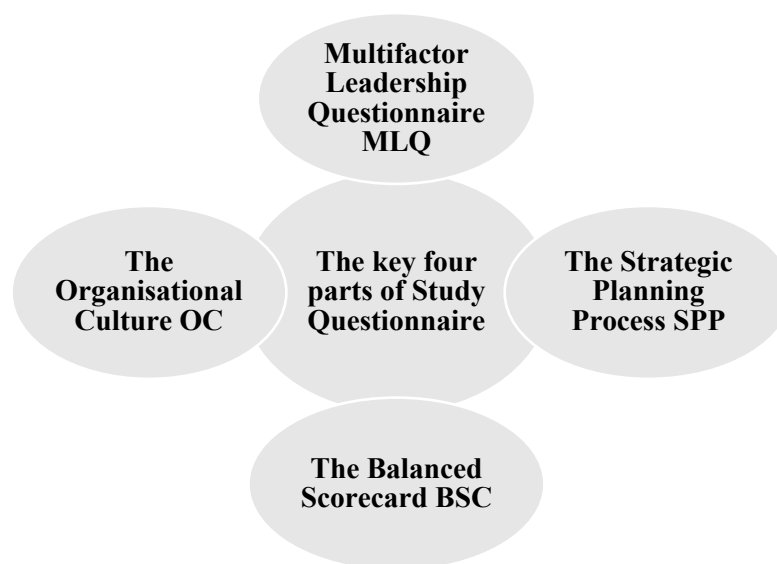 Multifactor
Leadership
Questionnaire
MLQ
The
Organisational
Culture OC
The key four
parts of Study
Questionnaire
The Strategic
Planning
Process SPP
The Balanced
Scorecard BSC